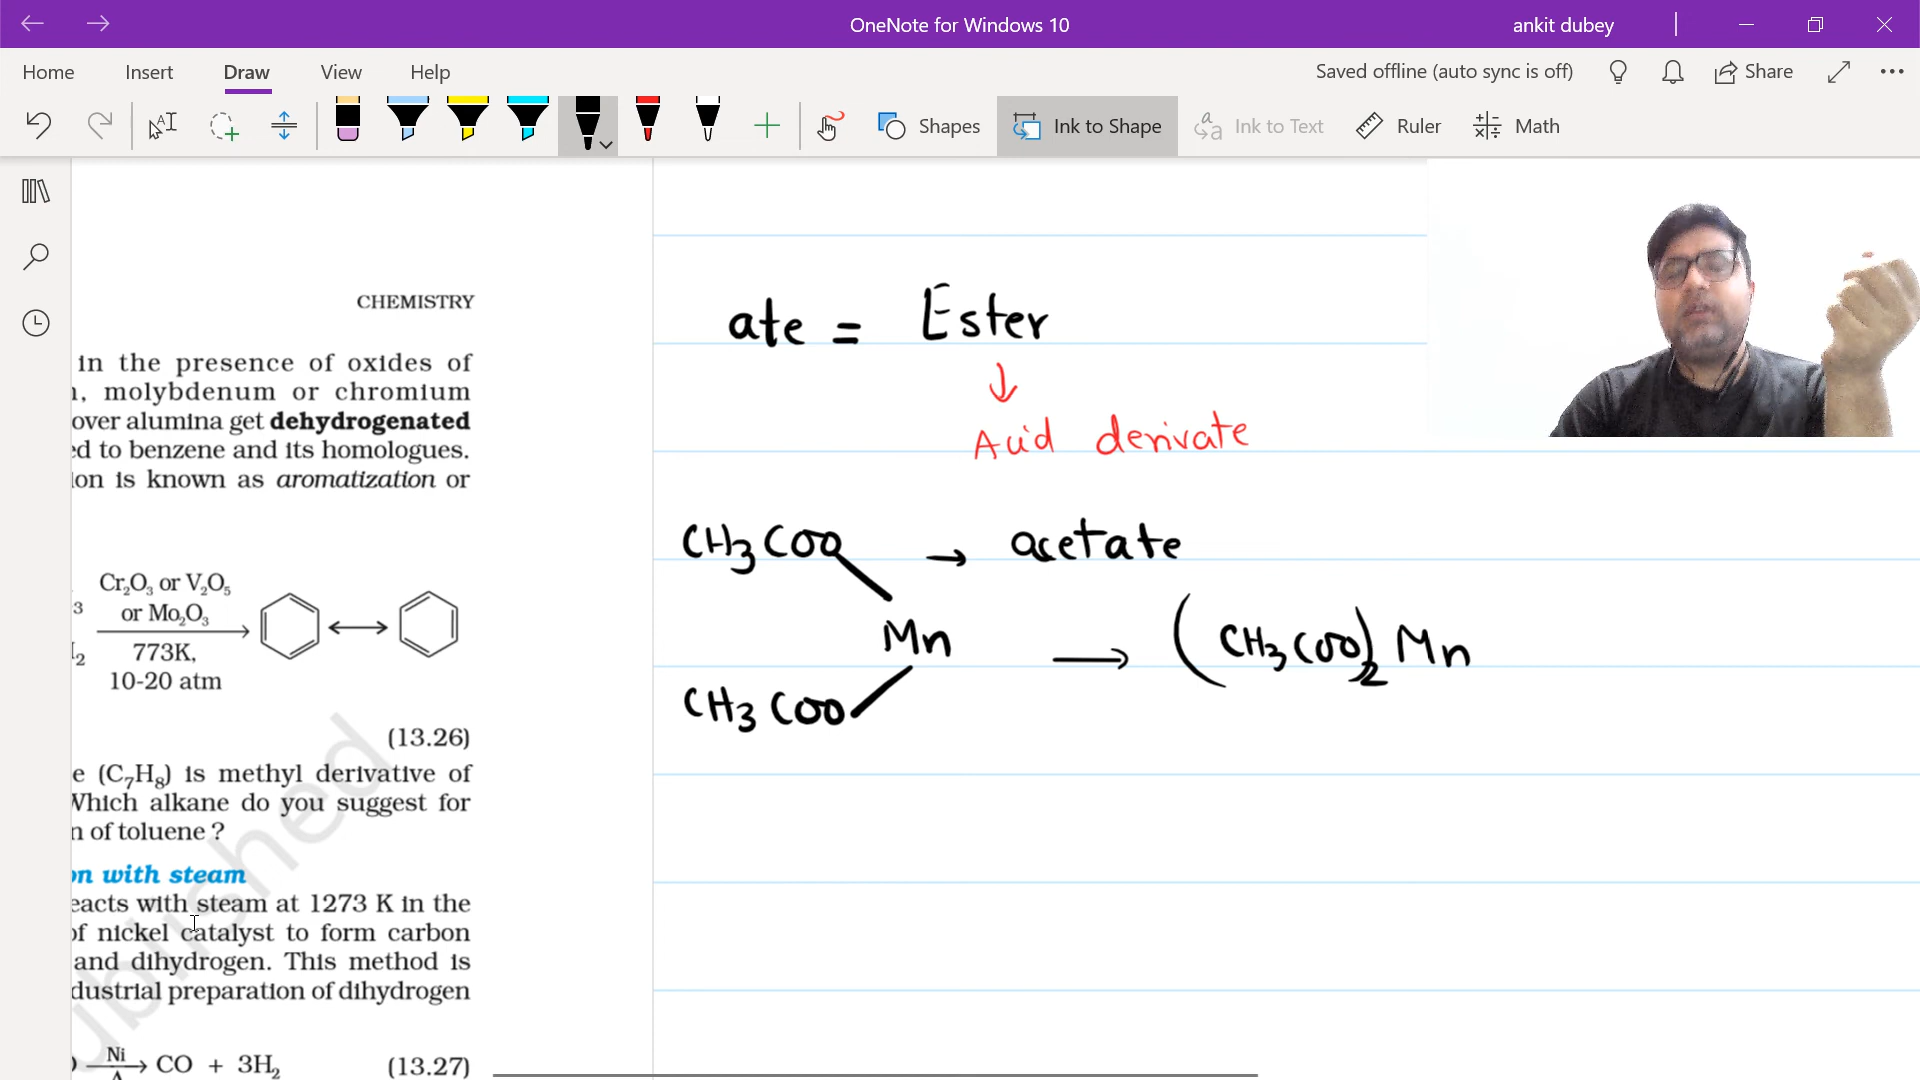 OneNote for Windows 10
ankit dubey
Home Insert Draw View Help
Saved offline (auto sync is off) Share
Shapes Ink to Shape Ink to Text Ruler Math
CHEMISTRY
in the presence of oxides of
, molybdenum or chromium
over alumina get dehydrogenated
ed to benzene and its homologues.
ion is known as aromatization or
Cr₂O₃ or V₂O₅
or Mo₂O₃
773K,
10-20 atm
(13.26)
e (C₇H₈) is methyl derivative of
Which alkane do you suggest for
n of toluene ?
on with steam
eacts with steam at 1273 K in the
of nickel catalyst to form carbon
and dihydrogen. This method is
dustrial preparation of dihydrogen
Ni
Δ
→ CO + 3H₂ (13.27)
ublished
ate = Ester
↓
Acid derivate
CH3COO → acetate
Mn → (CH3COO)2 Mn
CH3COO